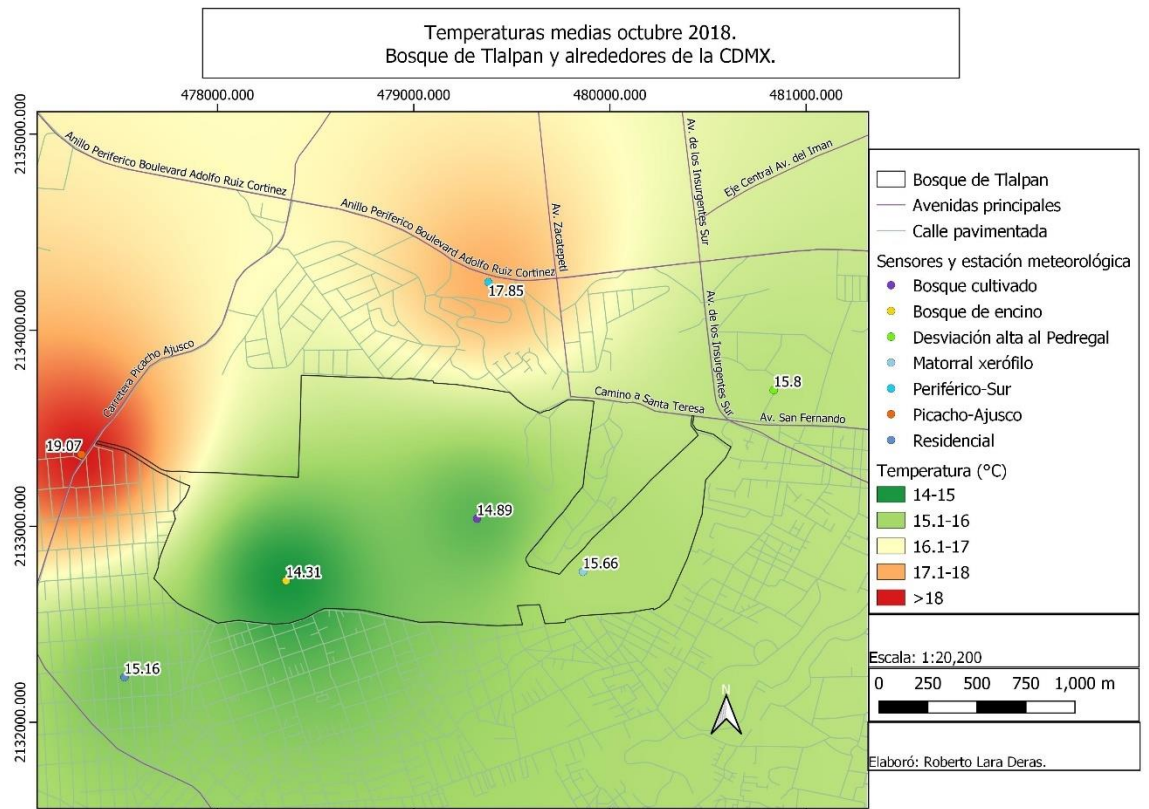 Temperaturas medias octubre 2018.
Bosque de Tlalpan y alrededores de la CDMX.
478000.000
479000.000
480000.000
481000.000
2135000.000
2134000.000
2133000.000
2132000.000
Anillo Periferico Boulevard Adolfo Ruiz Cortinez
Anillo Periferico Boulevard Adolfo Ruiz Cortinez
Av. Zacatepetl
Av. de los Insurgentes Sur
Eje Central Av. del Iman
Av. de los Insurgentes Sur
Carretera Picacho Ajusco
Camino a Santa Teresa
Av. San Fernando
17.85
15.8
19.07
14.89
14.31
15.66
15.16
N
Bosque de Tlalpan
Avenidas principales
Calle pavimentada
Sensores y estación meteorológica
Bosque cultivado
Bosque de encino
Desviación alta al Pedregal
Matorral xerófilo
Periférico-Sur
Picacho-Ajusco
Residencial
Temperatura (°C)
14-15
15.1-16
16.1-17
17.1-18
>18
Escala: 1:20,200
0 250 500 750 1,000 m
Elaboró: Roberto Lara Deras.